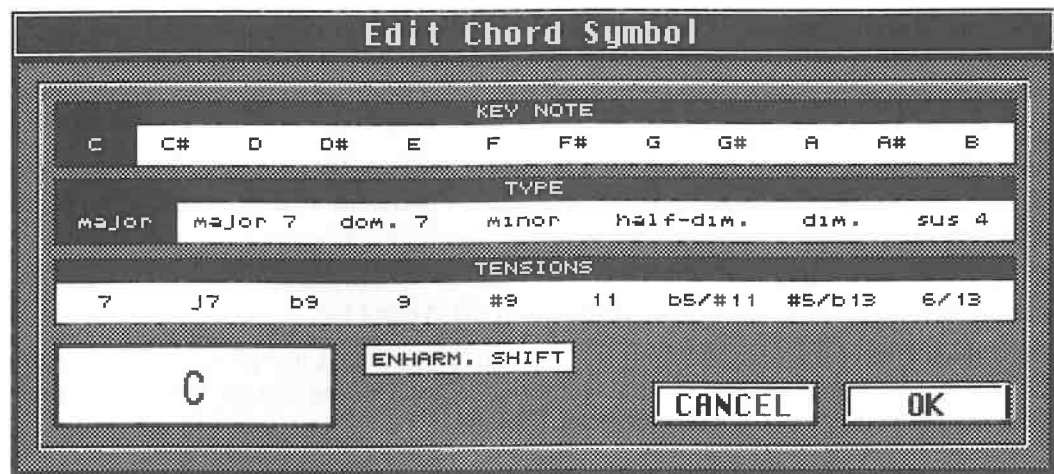 Edit Chord Symbol
KEY NOTE
C C# D D# E F F# G G# A A# B
TYPE
major major 7 dom. 7 minor half-dim. dim. sus 4
TENSIONS
7 j7 b9 9 #9 11 b5/#11 #5/b13 6/13
ENHARM. SHIFT
C
CANCEL OK